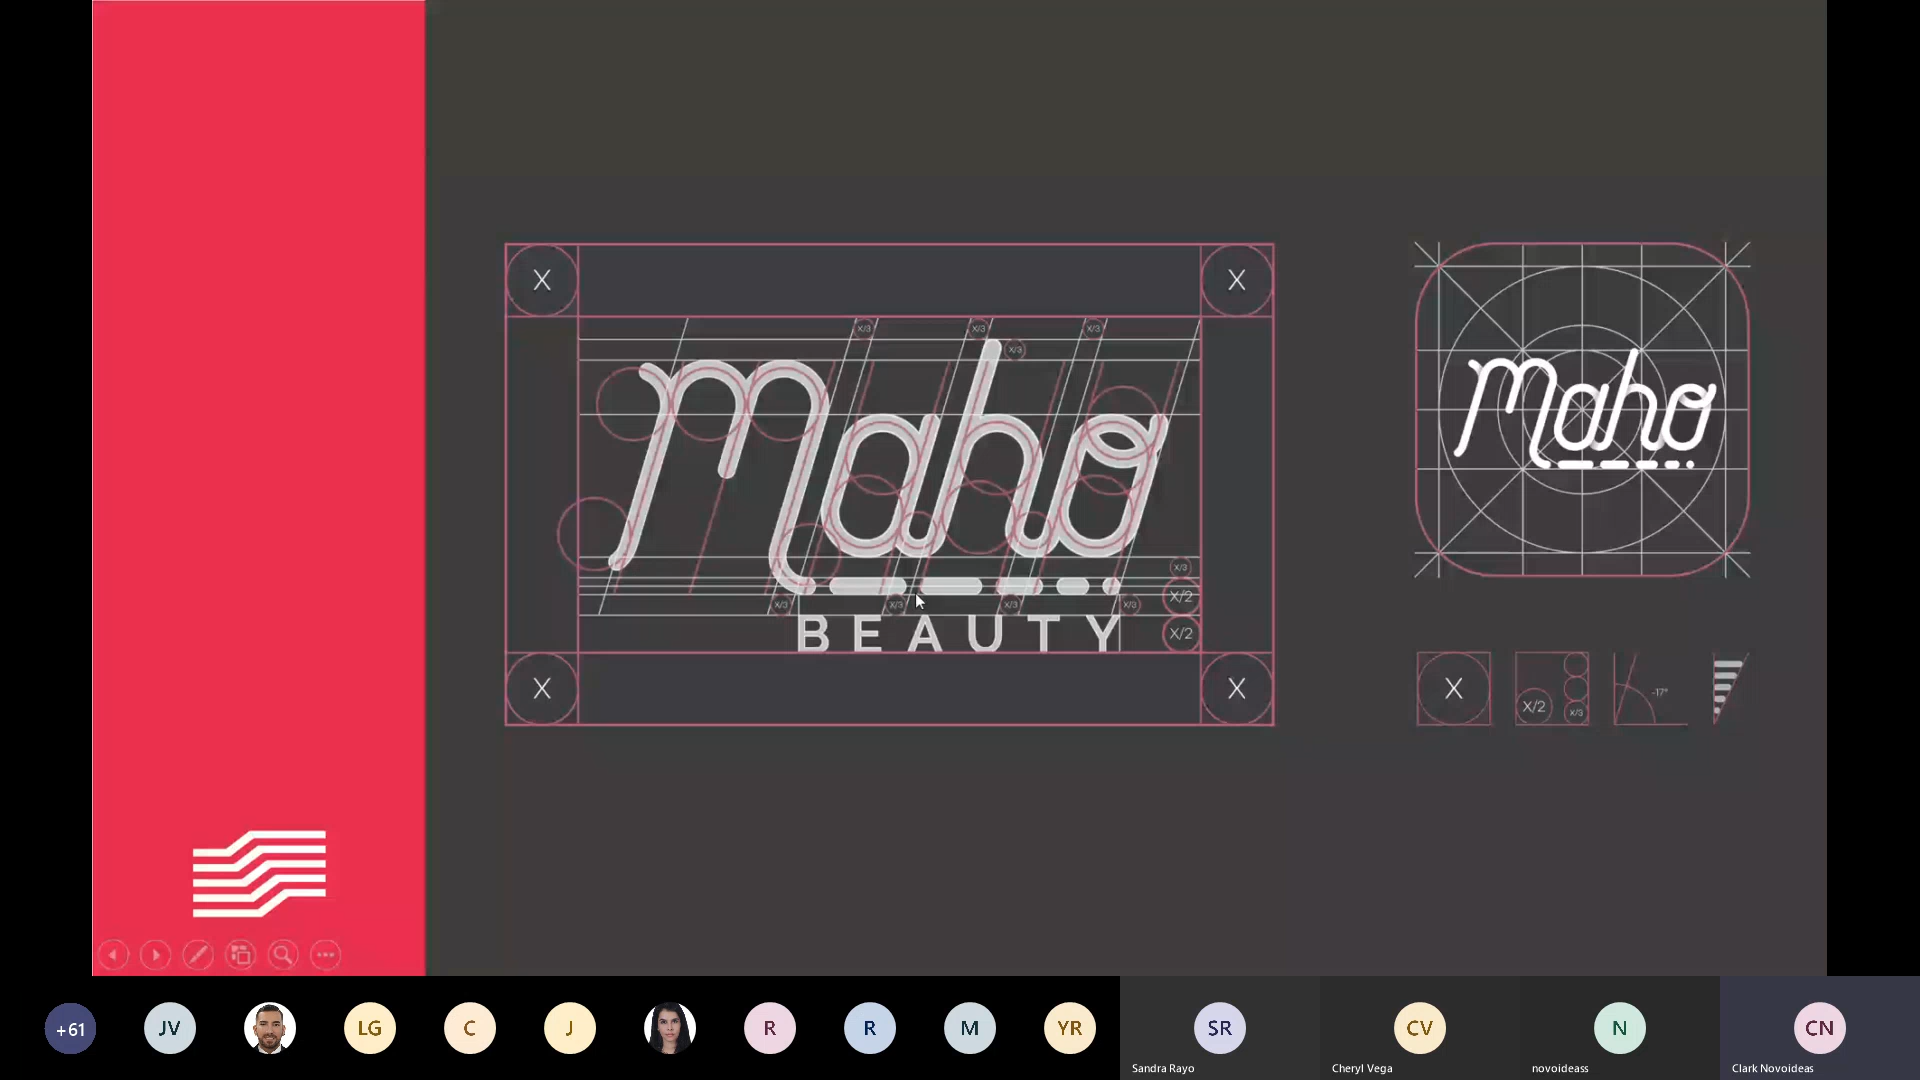 X
X
X/3
X/3
X/3
X/3
Maho
X/3
X/2
X/3
X/3
X/3
X/3
BEAUTY
X/2
X
X
Maho
X
X/2
X/3
-17°
+61
JV
LG
C
J
R
R
M
YR
SR
CV
N
CN
Sandra Rayo
Cheryl Vega
novoideass
Clark Novoideas